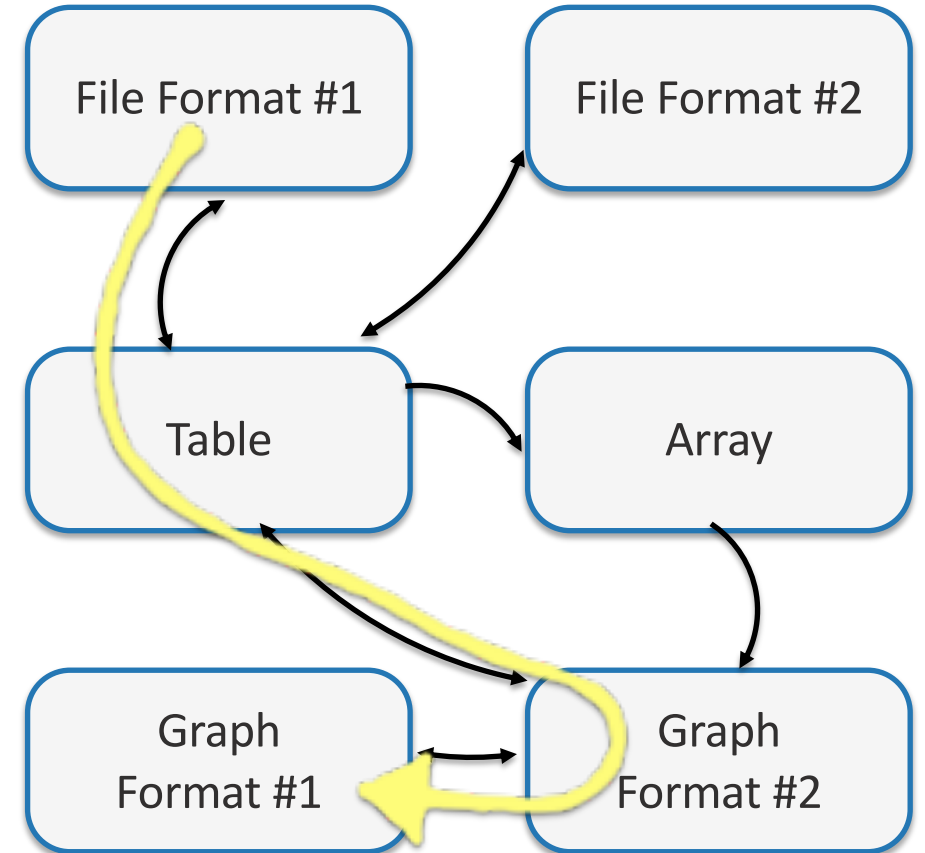 File Format #1
File Format #2
Table
Array
Graph
Format #1
Graph
Format #2